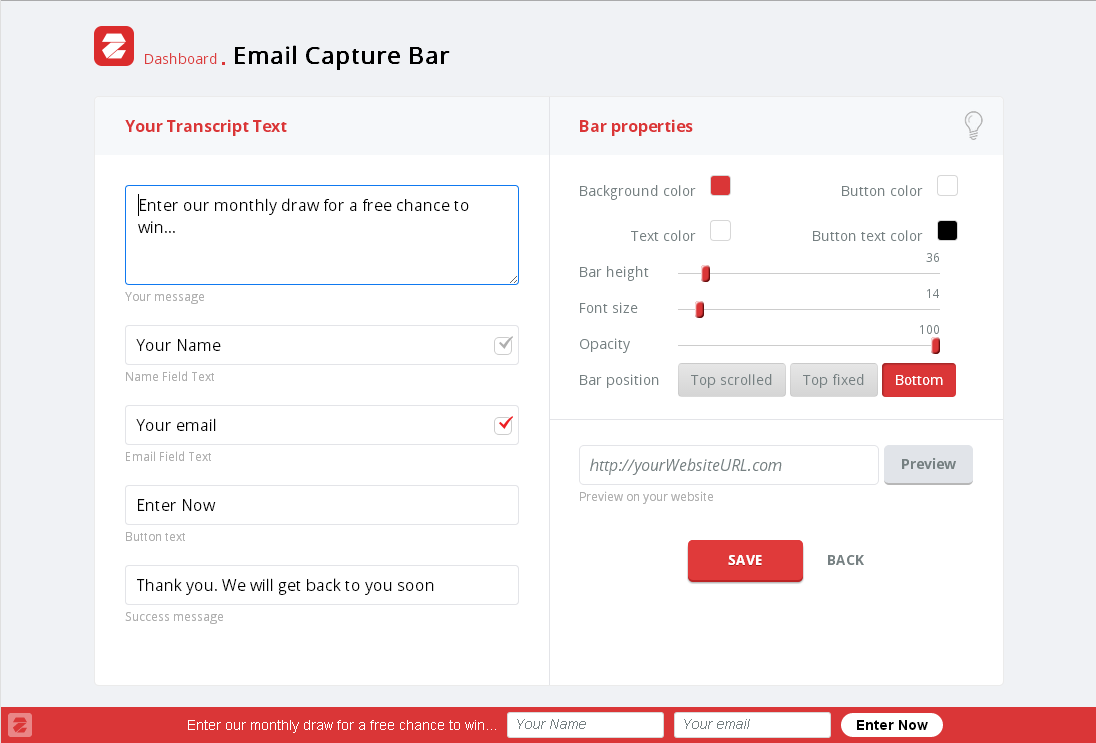 Dashboard . Email Capture Bar
Your Transcript Text
Enter our monthly draw for a free chance to
win...
Your message
Your Name
Name Field Text
Your email
Email Field Text
Enter Now
Button text
Thank you. We will get back to you soon
Success message
Bar properties
Background color
Button color
Text color
Button text color
Bar height 36
Font size 14
Opacity 100
Bar position Top scrolled Top fixed Bottom
http://yourWebsiteURL.com Preview
Preview on your website
SAVE BACK
Enter our monthly draw for a free chance to win... Your Name Your email Enter Now